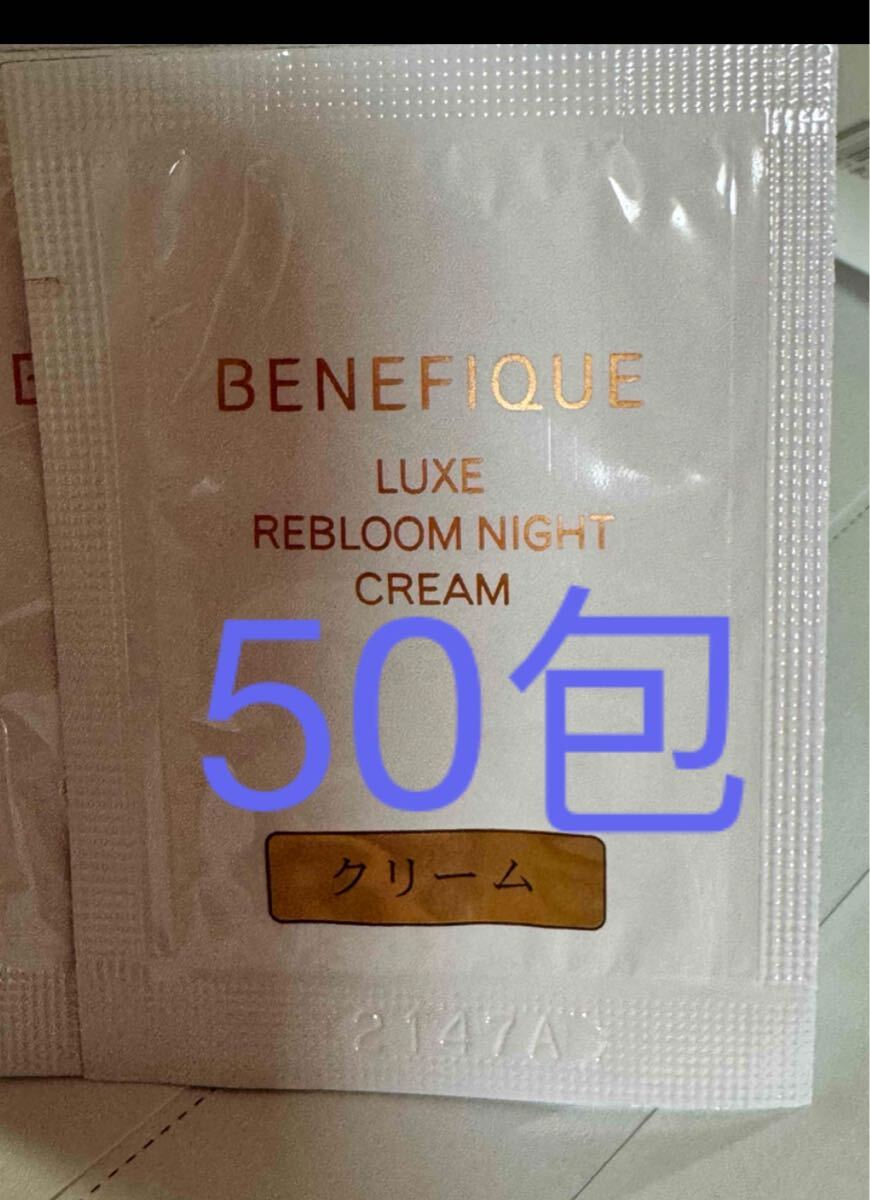 BENEFIQUE
LUXE
REBLOOM NIGHT
CREAM
50包
クリーム
2147A